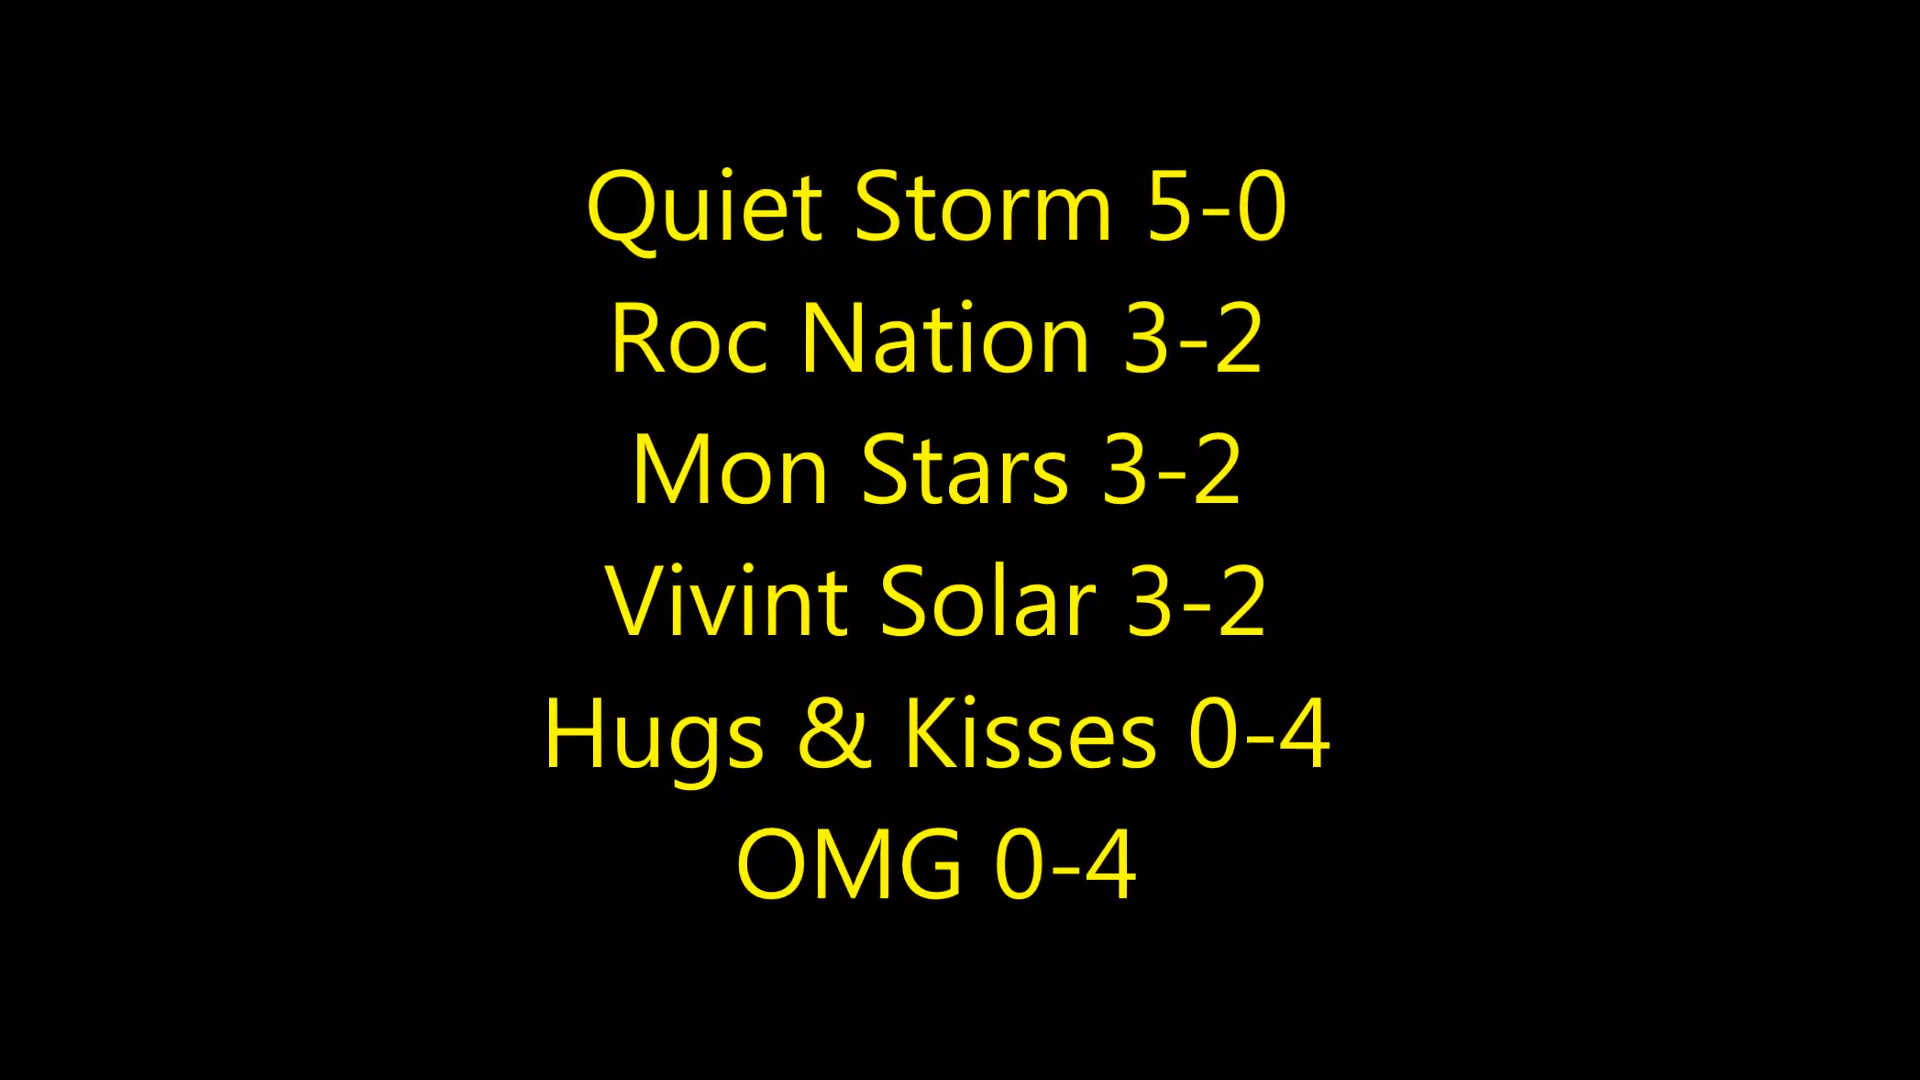 Quiet Storm 5-0
Roc Nation 3-2
Mon Stars 3-2
Vivint Solar 3-2
Hugs & Kisses 0-4
OMG 0-4